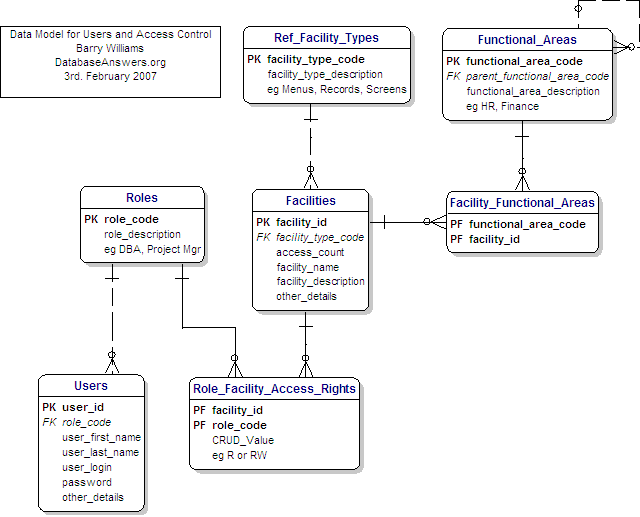 Data Model for Users and Access Control
Barry Williams
DatabaseAnswers.org
3rd. February 2007
Ref_Facility_Types
PK facility_type_code
facility_type_description
eg Menus, Records, Screens
Functional_Areas
PK functional_area_code
FK parent_functional_area_code
functional_area_description
eg HR, Finance
Roles
PK role_code
role_description
eg DBA, Project Mgr
Facilities
PK facility_id
FK facility_type_code
access_count
facility_name
facility_description
other_details
Facility_Functional_Areas
PF functional_area_code
PF facility_id
Users
PK user_id
FK role_code
user_first_name
user_last_name
user_login
password
other_details
Role_Facility_Access_Rights
PF facility_id
PF role_code
CRUD_Value
eg R or RW